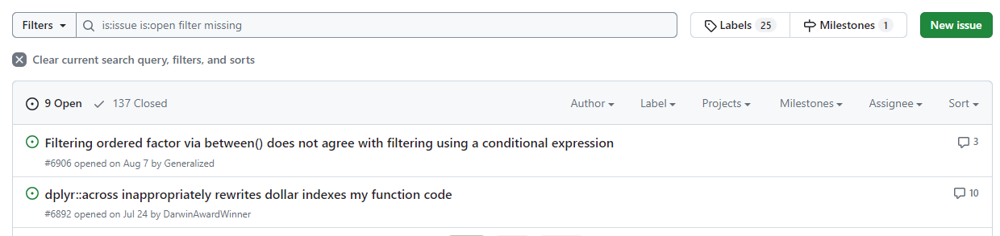 Filters
is:issue is:open filter missing
Labels 25
Milestones 1
New issue
Clear current search query, filters, and sorts
9 Open
137 Closed
Author
Label
Projects
Milestones
Assignee
Sort
Filtering ordered factor via between() does not agree with filtering using a conditional expression
3
#6906 opened on Aug 7 by Generalized
dplyr::across inappropriately rewrites dollar indexes my function code
10
#6892 opened on Jul 24 by DarwinAwardWinner